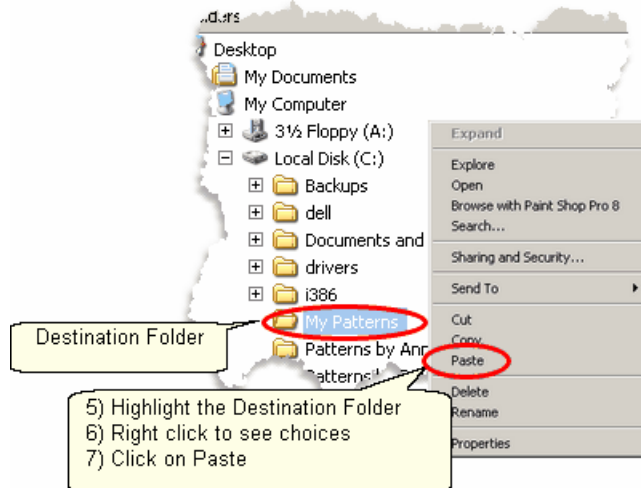 Desktop
My Documents
My Computer
3½ Floppy (A:)
Local Disk (C:)
Backups
dell
Documents and
drivers
i386
My Patterns
Patterns by Ann
Expand
Explore
Open
Browse with Paint Shop Pro 8
Search...
Sharing and Security...
Send To
Cut
Copy
Paste
Delete
Rename
Properties
Destination Folder
5) Highlight the Destination Folder
6) Right click to see choices
7) Click on Paste